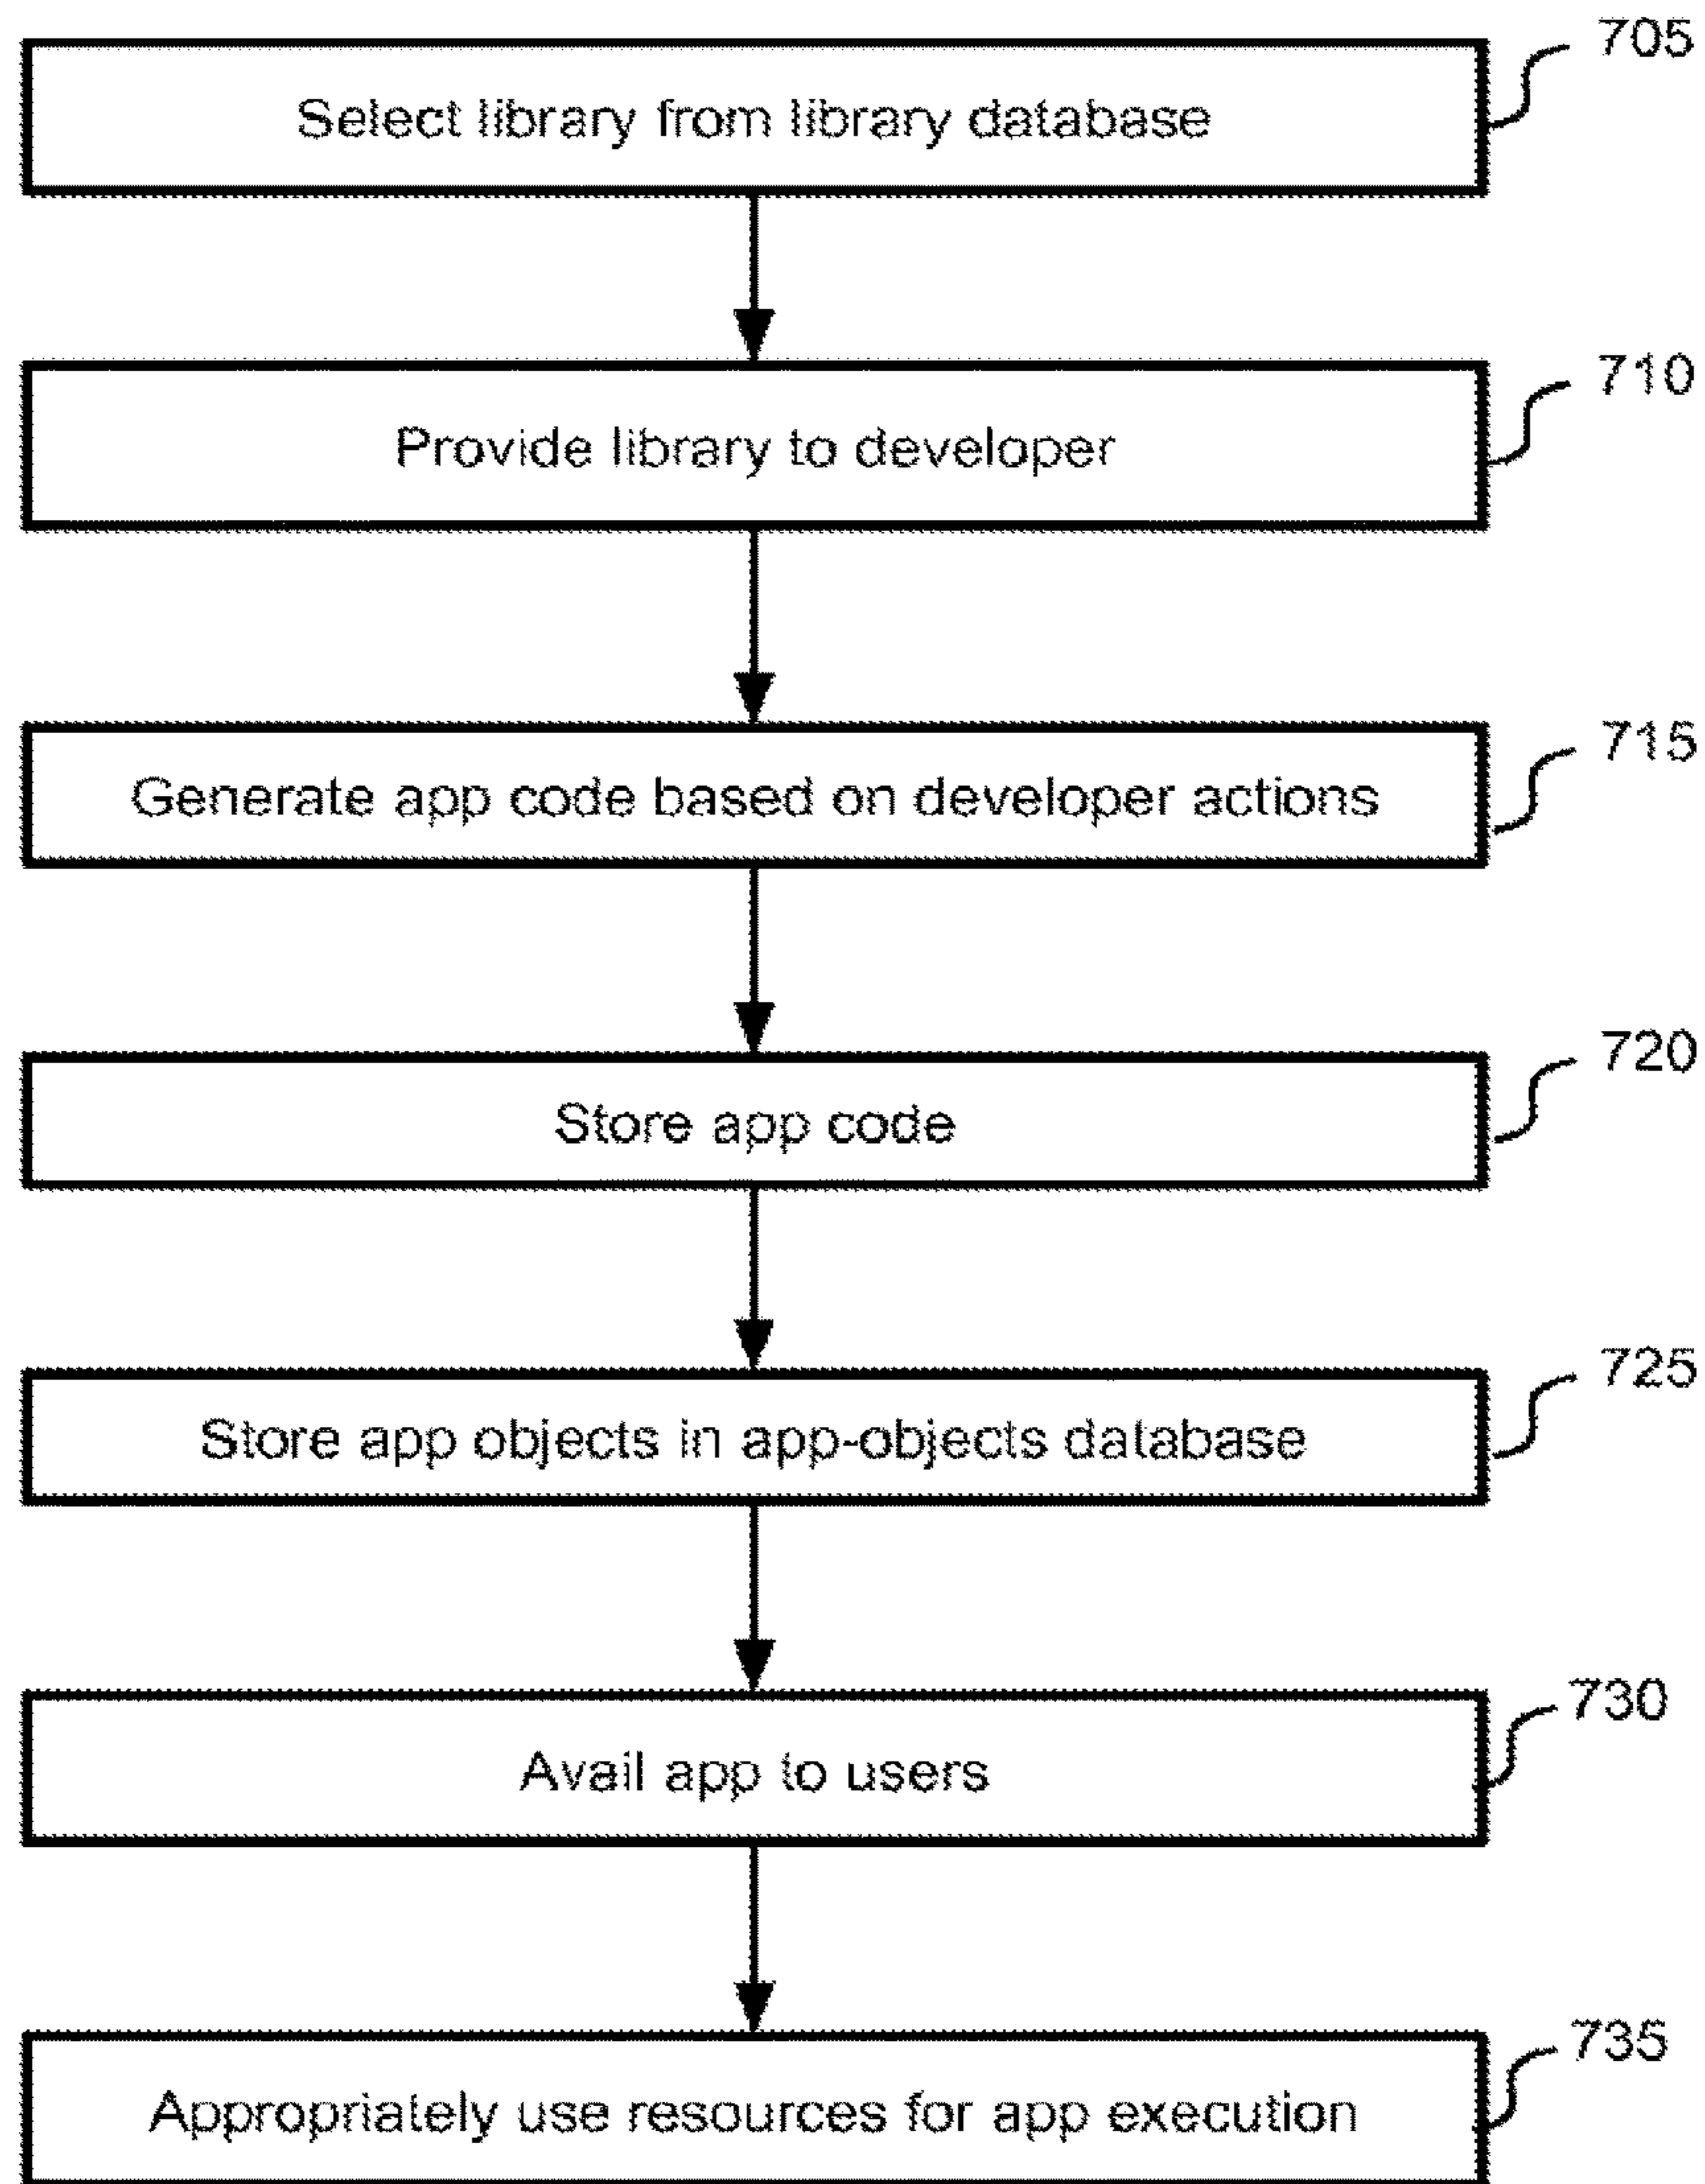 705
Select library from library database
710
Provide library to developer
715
Generate app code based on developer actions
720
Store app code
725
Store app objects in app-objects database
730
Avail app to users
735
Appropriately use resources for app execution